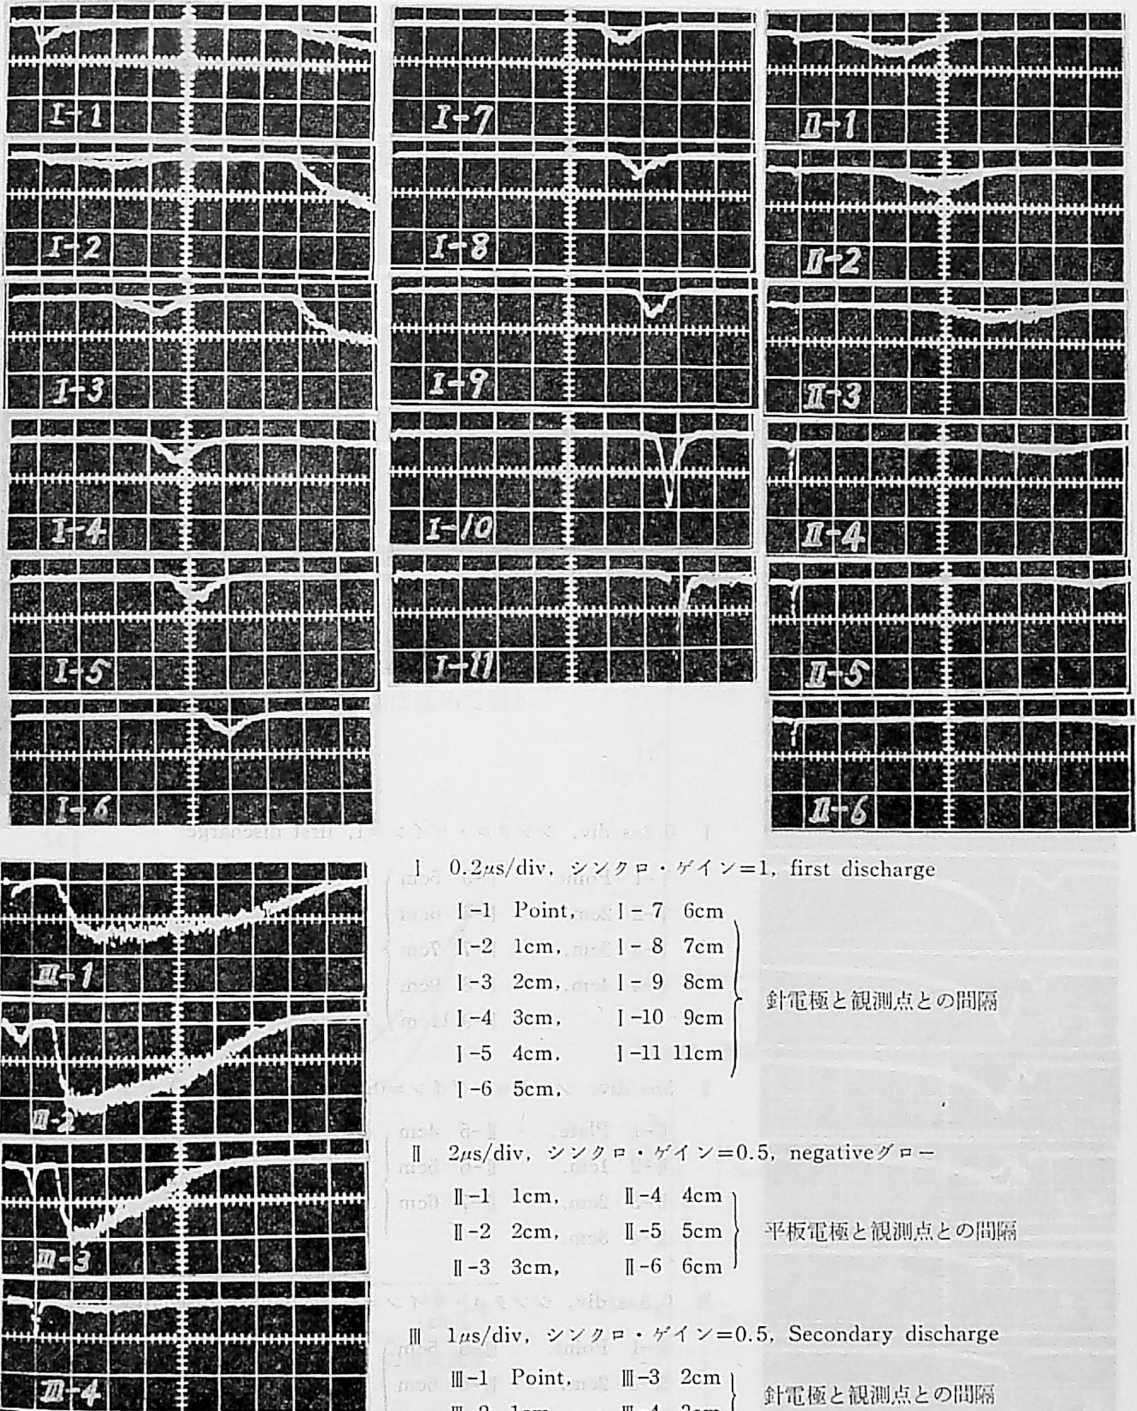 I-1
I-2
I-3
I-4
I-5
I-6
I-7
I-8
I-9
I-10
I-11
II-1
II-2
II-3
II-4
II-5
II-6
III-1
III-2
III-3
III-4
Ⅰ 0.2μs/div, シンクロ・ゲイン=1, first discharge
Ⅰ-1 Point, Ⅰ-7 6cm
Ⅰ-2 1cm, Ⅰ-8 7cm
Ⅰ-3 2cm, Ⅰ-9 8cm
Ⅰ-4 3cm, Ⅰ-10 9cm
Ⅰ-5 4cm, Ⅰ-11 11cm
Ⅰ-6 5cm,
針電極と観測点との間隔
Ⅱ 2μs/div, シンクロ・ゲイン=0.5, negativeグロー
Ⅱ-1 1cm, Ⅱ-4 4cm
Ⅱ-2 2cm, Ⅱ-5 5cm
Ⅱ-3 3cm, Ⅱ-6 6cm
平板電極と観測点との間隔
Ⅲ 1μs/div, シンクロ・ゲイン=0.5, Secondary discharge
Ⅲ-1 Point, Ⅲ-3 2cm
針電極と観測点との間隔